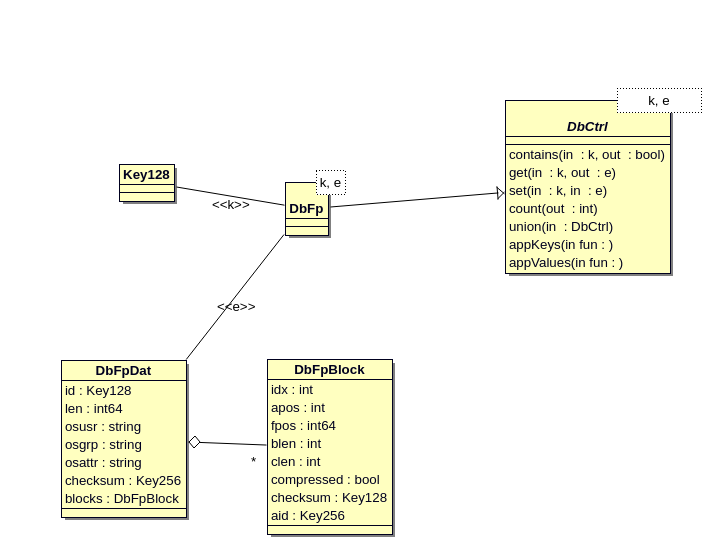 k, e
DbCtrl
contains(in  : k, out  : bool)
get(in  : k, out  : e)
set(in  : k, in  : e)
count(out  : int)
union(in  : DbCtrl)
appKeys(in fun : )
appValues(in fun : )
Key128
<<k>>
k, e
DbFp
<<e>>
DbFpDat
id : Key128
len : int64
osusr : string
osgrp : string
osattr : string
checksum : Key256
blocks : DbFpBlock
*
DbFpBlock
idx : int
apos : int
fpos : int64
blen : int
clen : int
compressed : bool
checksum : Key128
aid : Key256